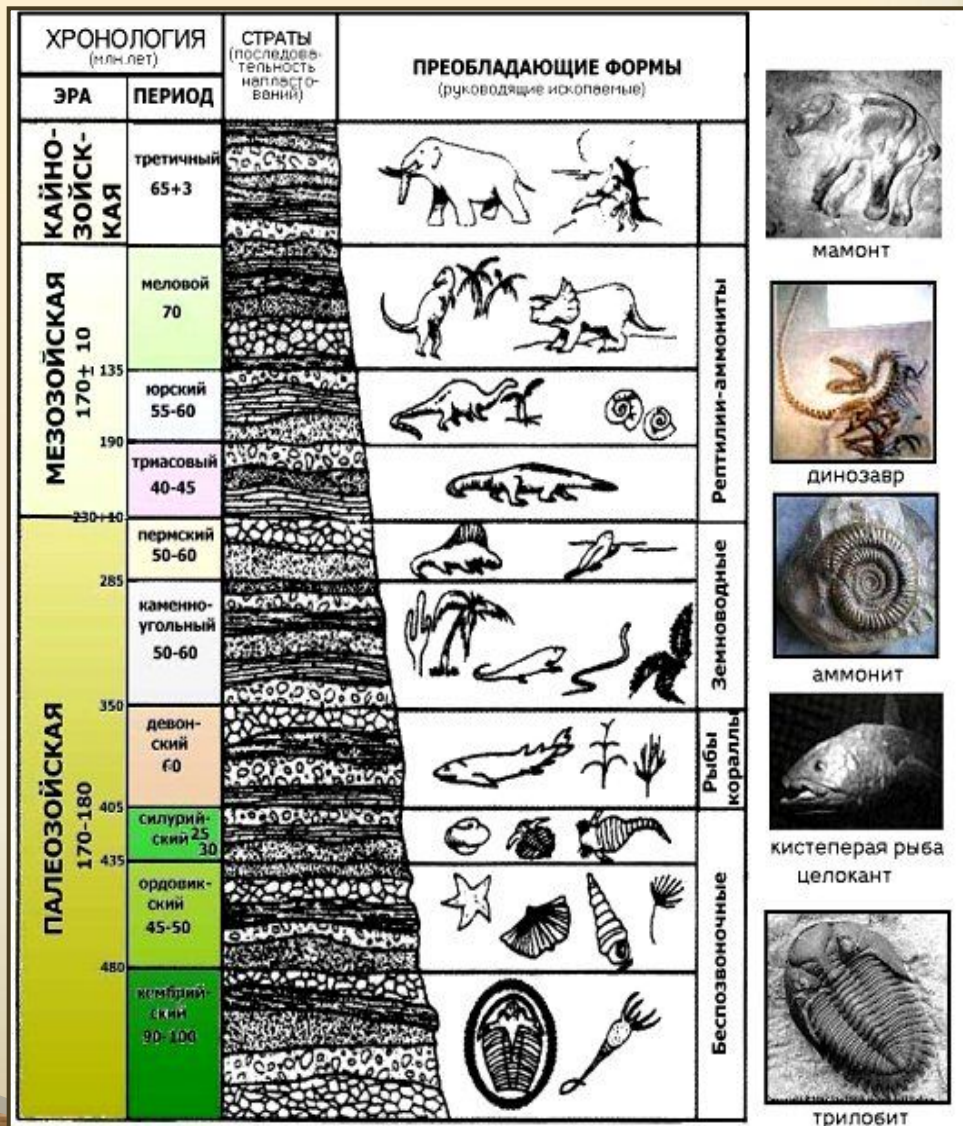 ХРОНОЛОГИЯ
(млн.лет)
ЭРА
ПЕРИОД
СТРАТЫ
(последова-
тельность
напласто-
ваний)
ПРЕОБЛАДАЮЩИЕ ФОРМЫ
(руководящие ископаемые)
КАЙНО-
ЗОЙСК-
КАЯ
третичный
65+3
МЕЗОЗОЙСКАЯ
170± 10
меловой
70
135
юрский
55-60
190
триасовый
40-45
230+10
Рептилии-аммониты
ПАЛЕОЗОЙСКАЯ
170-180
пермский
50-60
285
каменно-
угольный
50-60
350
Земноводные
девон-
ский
60
405
Рыбы
кораллы
силурий-
ский 25
30
435
ордовик-
ский
45-50
480
кембрий-
ский
90-100
Беспозвоночные
мамонт
динозавр
аммонит
кистеперая рыба
целокант
трилобит